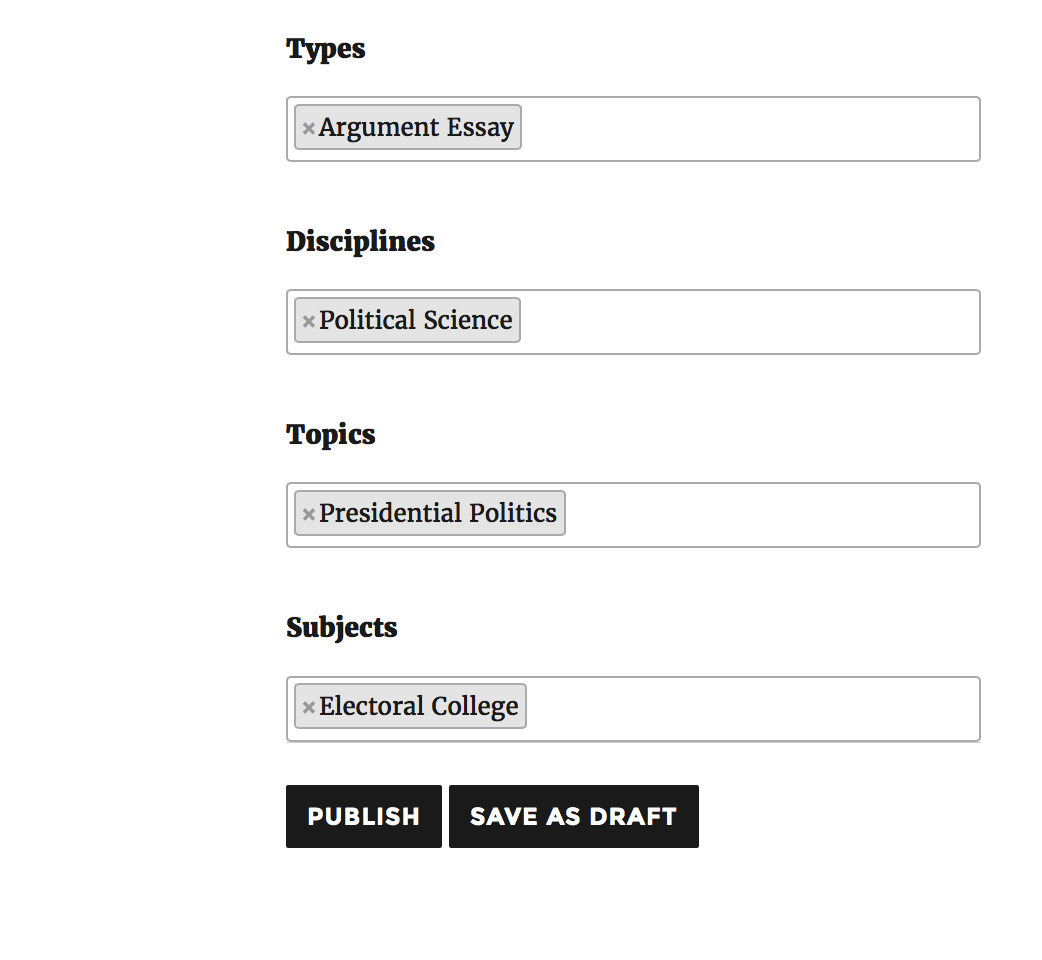 Types
×Argument Essay
Disciplines
×Political Science
Topics
×Presidential Politics
Subjects
×Electoral College
PUBLISH SAVE AS DRAFT